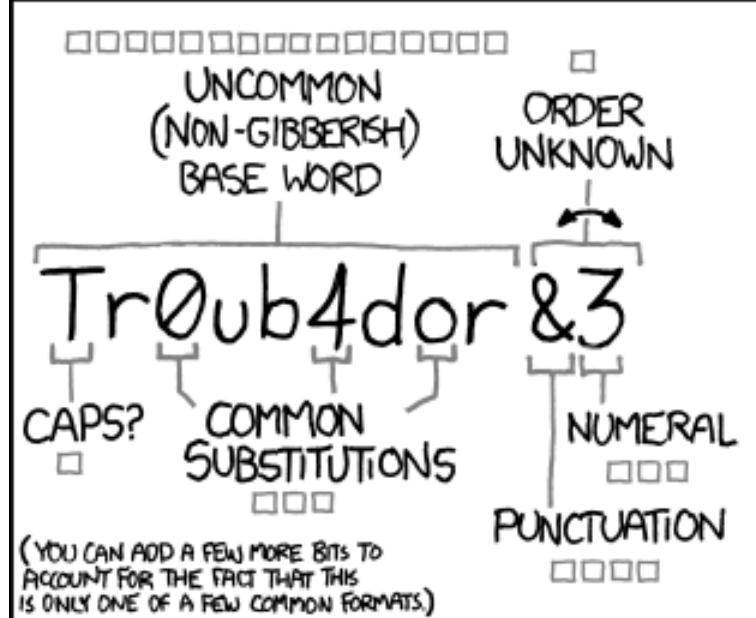 UNCOMMON
(NON-GIBBERISH)
BASE WORD
ORDER
UNKNOWN
Tr0ub4dor &3
CAPS?
COMMON
SUBSTITUTIONS
NUMERAL
PUNCTUATION
(YOU CAN ADD A FEW MORE BITS TO
ACCOUNT FOR THE FACT THAT THIS
IS ONLY ONE OF A FEW COMMON FORMATS.)